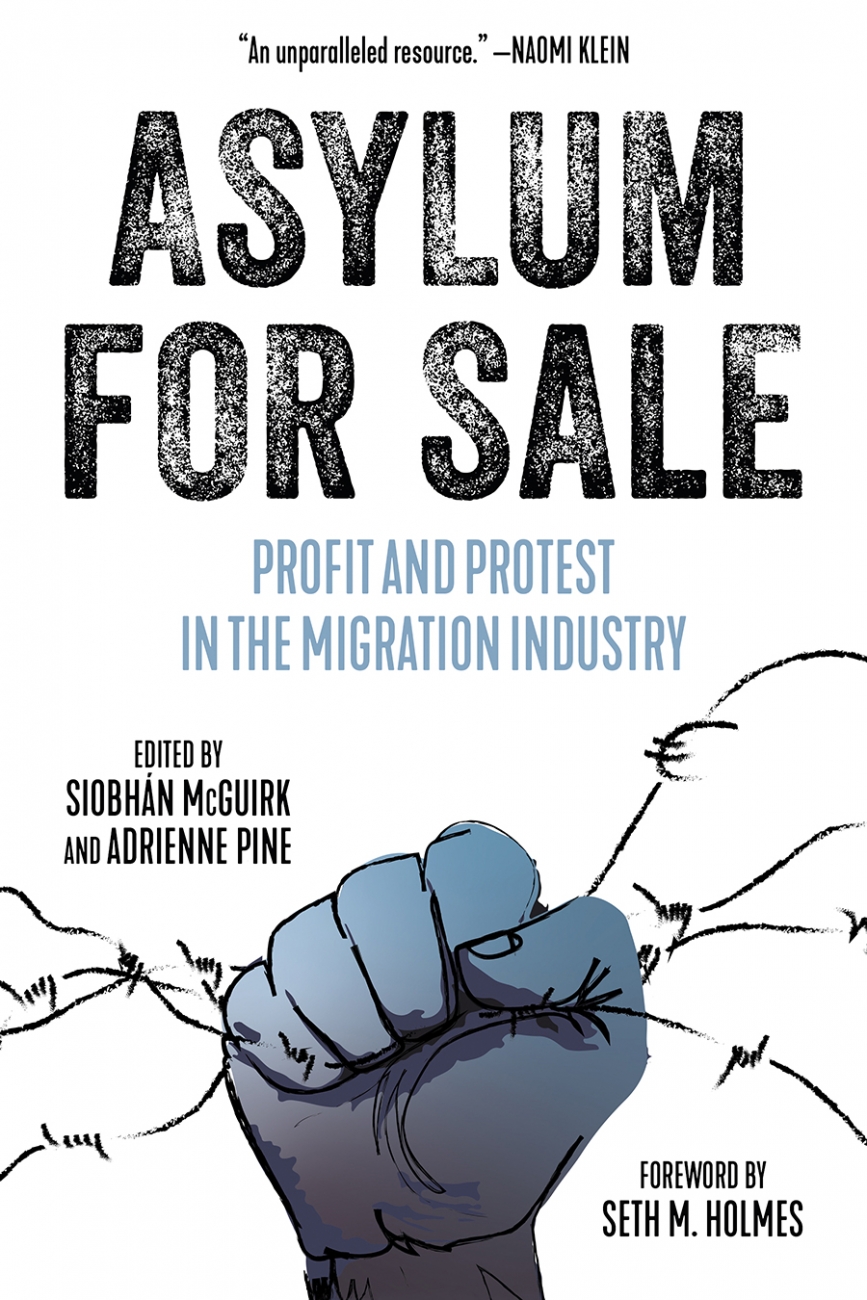 “An unparalleled resource.” —NAOMI KLEIN
ASYLUM
FOR SALE
PROFIT AND PROTEST
IN THE MIGRATION INDUSTRY
EDITED BY
SIOBHÁN McGUIRK
AND ADRIENNE PINE
FOREWORD BY
SETH M. HOLMES